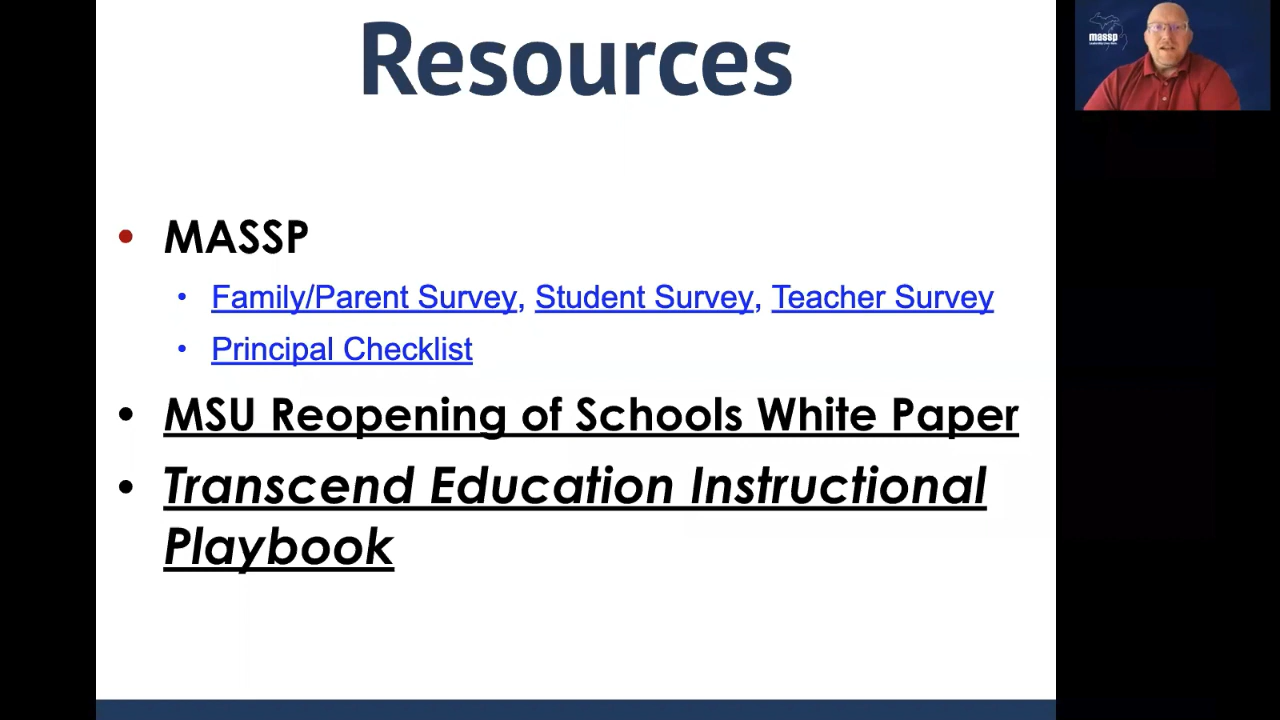 Resources
MASSP
Family/Parent Survey, Student Survey, Teacher Survey
Principal Checklist
MSU Reopening of Schools White Paper
Transcend Education Instructional
Playbook
massp